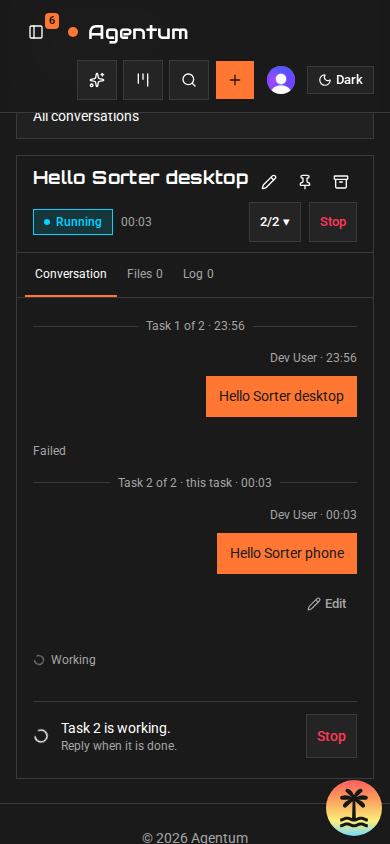 6
Agentum
Dark
All conversations
Hello Sorter desktop
Running 00:03 2/2 ▾ Stop
Conversation Files 0 Log 0
Task 1 of 2 · 23:56
Dev User · 23:56
Hello Sorter desktop
Failed
Task 2 of 2 · this task · 00:03
Dev User · 00:03
Hello Sorter phone
Edit
Working
Task 2 is working.
Reply when it is done.
Stop
© 2026 Agentum